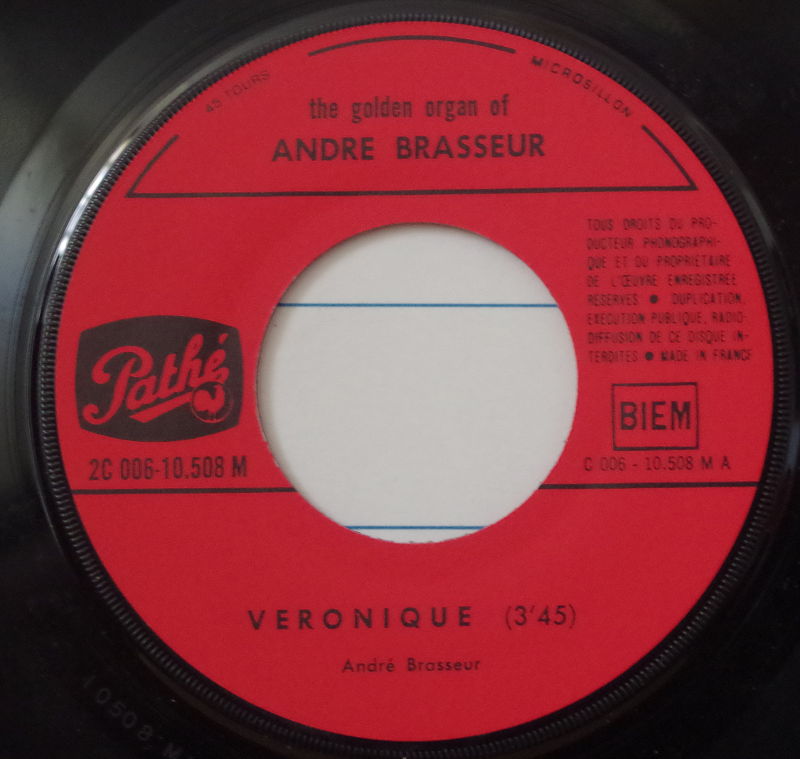 45 TOURS
MICROSILLON
the golden organ of
ANDRE BRASSEUR
TOUS DROITS DU PRO-
DUCTEUR PHONOGRAPHI-
QUE ET DU PROPRIETAIRE
DE L'ŒUVRE ENREGISTREE
RESERVES ● DUPLICATION,
EXECUTION PUBLIQUE, RADIO-
DIFFUSION DE CE DISQUE IN-
TERDITES ● MADE IN FRANCE
Pathé
BIEM
2C 006-10.508 M
C 006 - 10.508 M A
VERONIQUE (3'45)
André Brasseur
10508 M